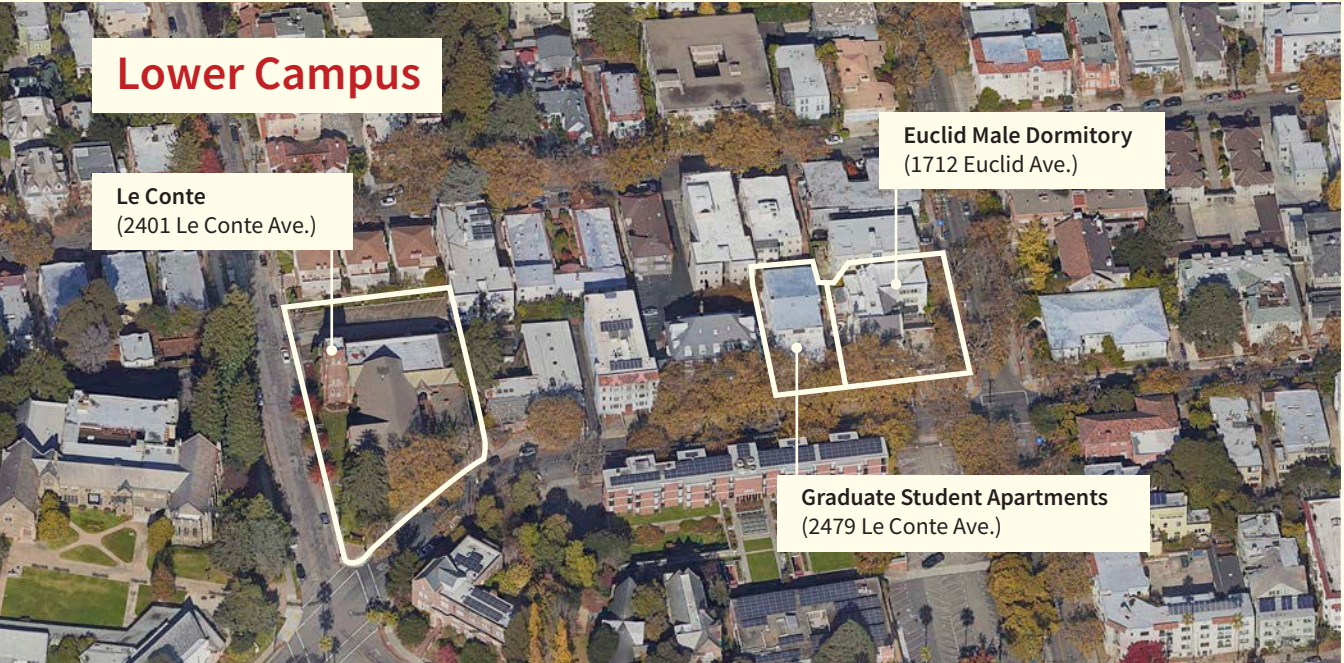 Lower Campus
Euclid Male Dormitory
(1712 Euclid Ave.)
Le Conte
(2401 Le Conte Ave.)
Graduate Student Apartments
(2479 Le Conte Ave.)